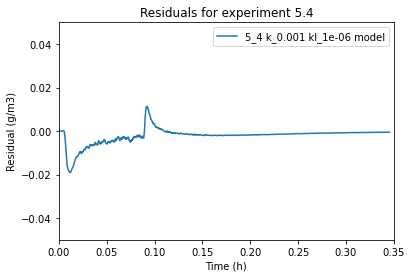 Residuals for experiment 5.4
5_4 k_0.001 kl_1e-06 model
Residual (g/m3)
0.04
0.02
0.00
−0.02
−0.04
0.00 0.05 0.10 0.15 0.20 0.25 0.30 0.35
Time (h)